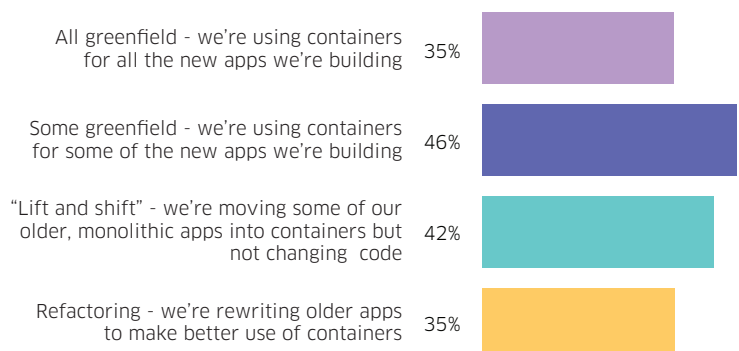 All greenfield - we're using containers
for all the new apps we're building
35%
Some greenfield - we're using containers
for some of the new apps we're building
46%
“Lift and shift” - we're moving some of our
older, monolithic apps into containers but
not changing  code
42%
Refactoring - we're rewriting older apps
to make better use of containers
35%